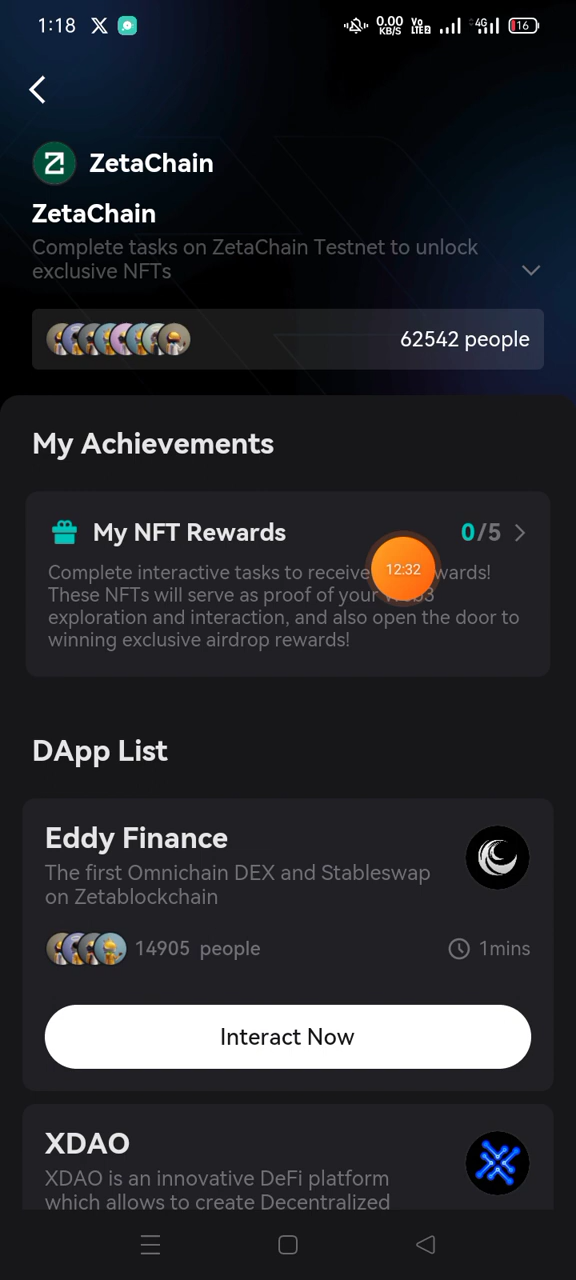 1:18
0.00
KB/S
Vo
LTE2
4G
16
ZetaChain
ZetaChain
Complete tasks on ZetaChain Testnet to unlock
exclusive NFTs
62542 people
My Achievements
My NFT Rewards
0/5
12:32
Complete interactive tasks to receive wards!
These NFTs will serve as proof of your Web3
exploration and interaction, and also open the door to
winning exclusive airdrop rewards!
DApp List
Eddy Finance
The first Omnichain DEX and Stableswap
on Zetablockchain
14905 people
1mins
Interact Now
XDAO
XDAO is an innovative DeFi platform
which allows to create Decentralized